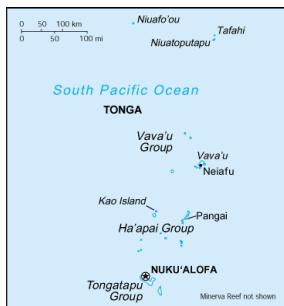 0 50 100 km
0 50 100 mi
Niuafo'ou
Tafahi
Niuatoputapu
South Pacific Ocean
TONGA
Vava'u
Group
Vava'u
Neiafu
Kao Island
Pangai
Ha'apai Group
NUKU'ALOFA
Tongatapu
Group
Minerva Reef not shown